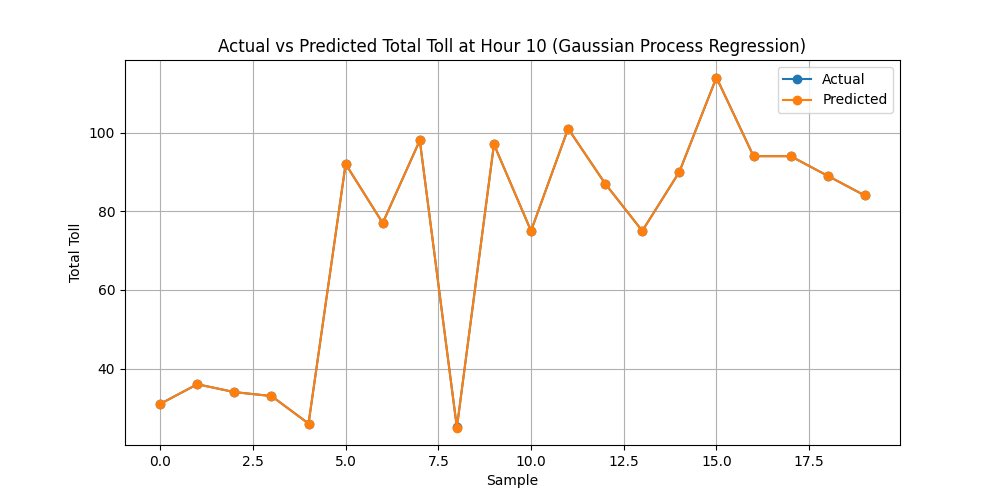 Actual vs Predicted Total Toll at Hour 10 (Gaussian Process Regression)
Actual
Predicted
Total Toll
100
80
60
40
0.0 2.5 5.0 7.5 10.0 12.5 15.0 17.5
Sample